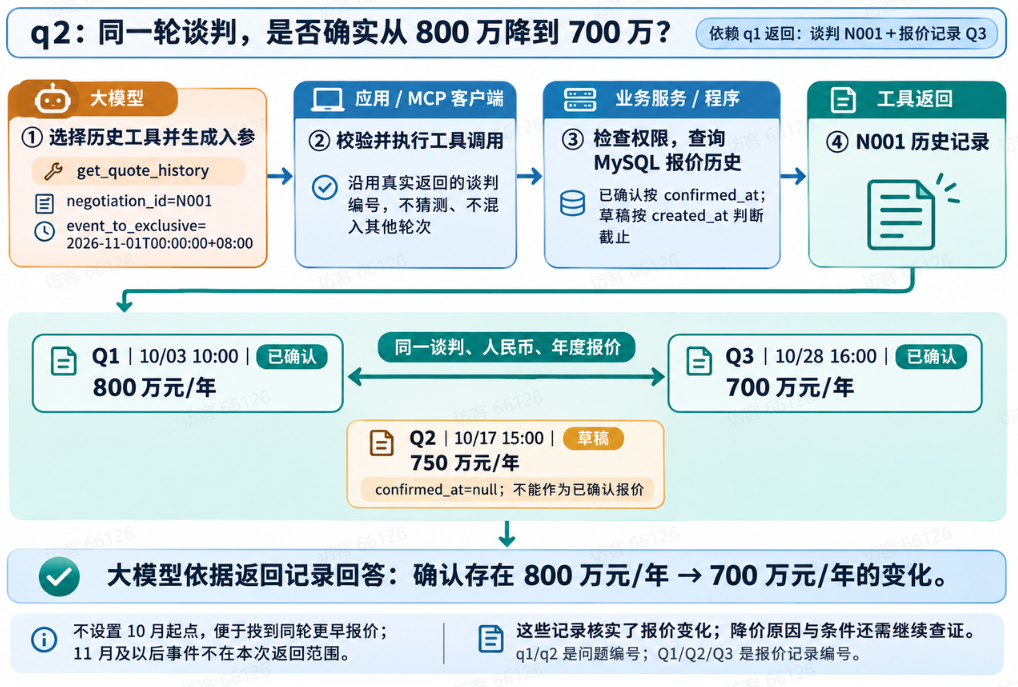 q2：同一轮谈判，是否确实从 800 万降到 700 万？
依赖 q1 返回：谈判 N001＋报价记录 Q3
大模型
① 选择历史工具并生成入参
get_quote_history
negotiation_id=N001
event_to_exclusive=
2026-11-01T00:00:00+08:00
应用 / MCP 客户端
② 校验并执行工具调用
沿用真实返回的谈判
编号，不猜测、不混
入其他轮次
业务服务 / 程序
③ 检查权限，查询
MySQL 报价历史
已确认按 confirmed_at；
草稿按 created_at 判断
截止
工具返回
④ N001 历史记录
Q1 | 10/03 10:00 | 已确认
800 万元/年
同一谈判、人民币、年度报价
Q3 | 10/28 16:00 | 已确认
700 万元/年
Q2 | 10/17 15:00 | 草稿
750 万元/年
confirmed_at=null；不能作为已确认报价
大模型依据返回记录回答：确认存在 800 万元/年 → 700 万元/年的变化。
不设置 10 月起点，便于找到同轮更早报价；
11 月及以后事件不在本次返回范围。
这些记录核实了报价变化；降价原因与条件还需继续查证。
q1/q2 是问题编号；Q1/Q2/Q3 是报价记录编号。
访客 66126